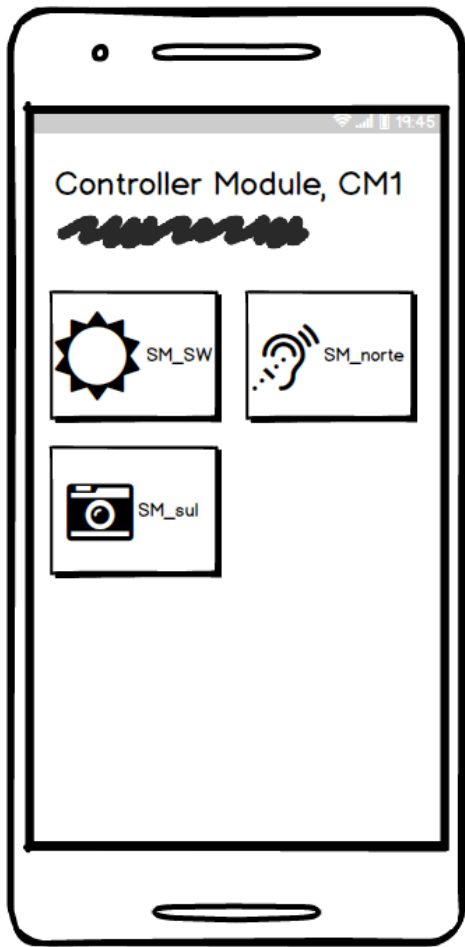 19:45
Controller Module, CM1
SM_SW
SM_norte
SM_sul